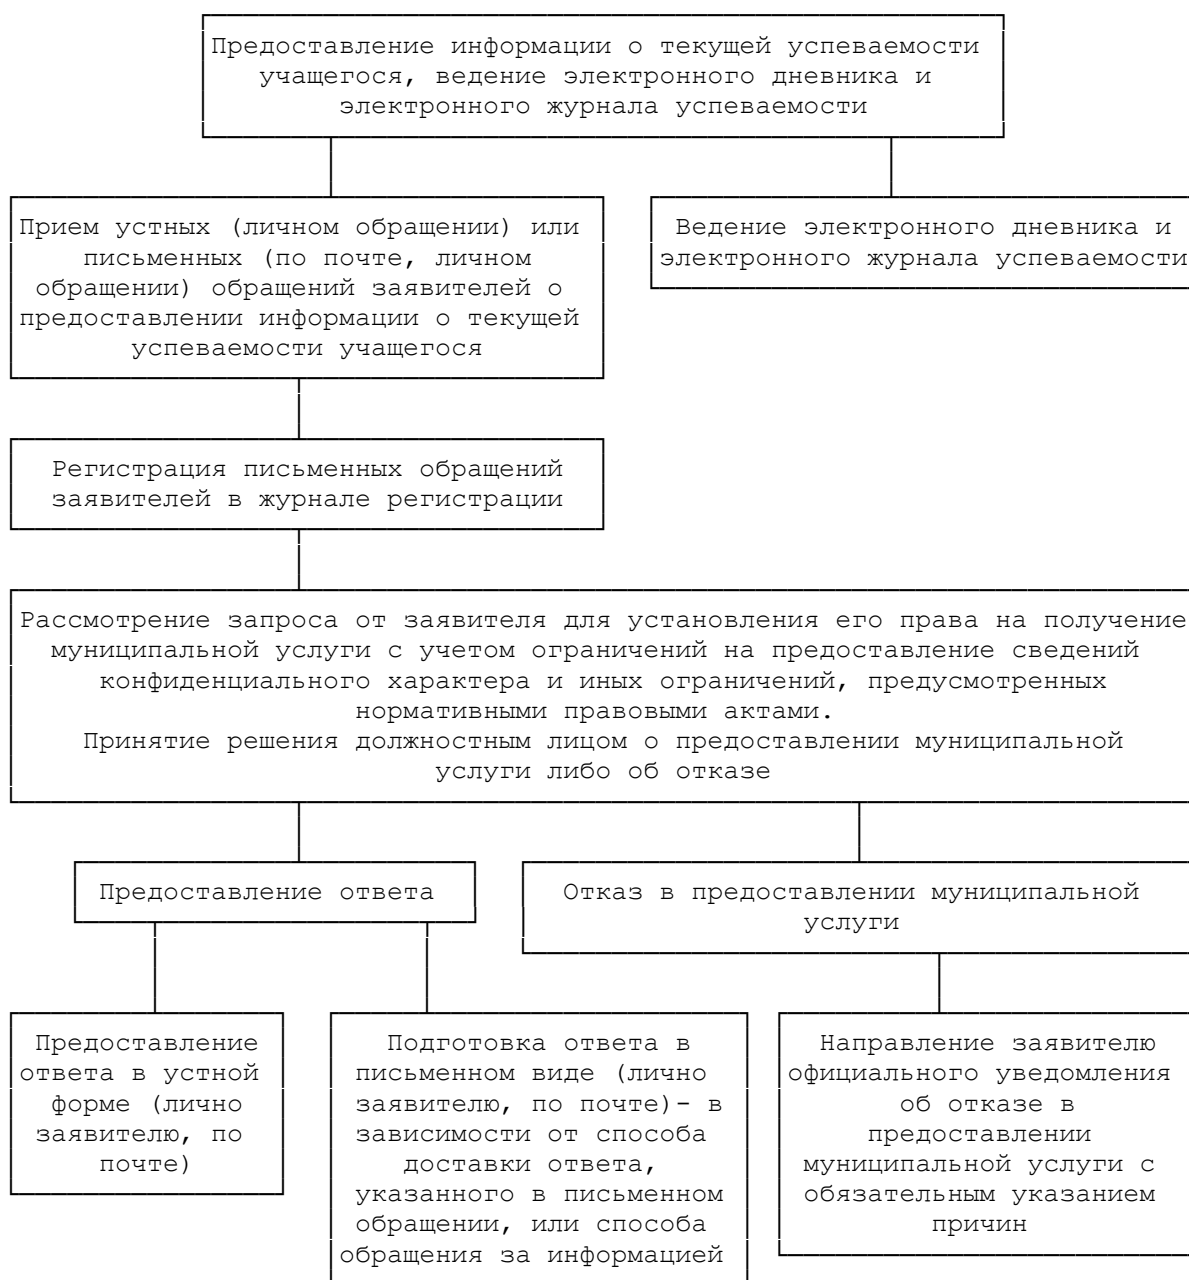 Предоставление информации о текущей успеваемости
учащегося, ведение электронного дневника и
электронного журнала успеваемости
Прием устных (личном обращении) или
письменных (по почте, личном
обращении) обращений заявителей о
предоставлении информации о текущей
успеваемости учащегося
Ведение электронного дневника и
электронного журнала успеваемости
Регистрация письменных обращений
заявителей в журнале регистрации
Рассмотрение запроса от заявителя для установления его права на получение
муниципальной услуги с учетом ограничений на предоставление сведений
конфиденциального характера и иных ограничений, предусмотренных
нормативными правовыми актами.
Принятие решения должностным лицом о предоставлении муниципальной
услуги либо об отказе
Предоставление ответа
Отказ в предоставлении муниципальной
услуги
Предоставление
ответа в устной
форме (лично
заявителю, по
почте)
Подготовка ответа в
письменном виде (лично
заявителю, по почте)- в
зависимости от способа
доставки ответа,
указанного в письменном
обращении, или способа
обращения за информацией
Направление заявителю
официального уведомления
об отказе в
предоставлении
муниципальной услуги с
обязательным указанием
причин